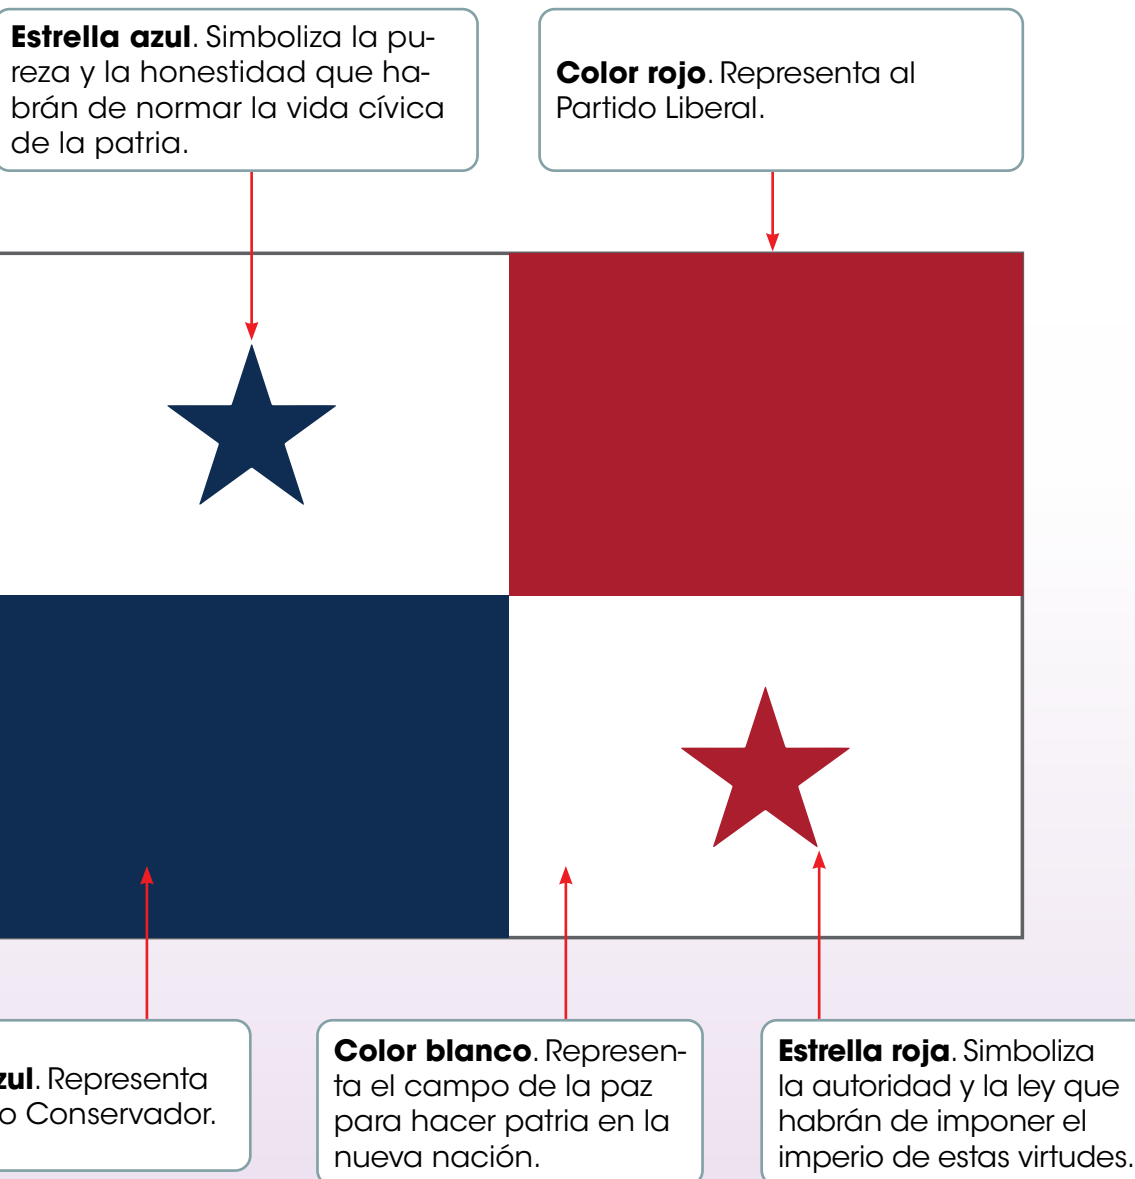 Estrella azul. Simboliza la pu-
reza y la honestidad que ha-
brán de normar la vida cívica
de la patria.
Color rojo. Representa al
Partido Liberal.
zul. Representa
o Conservador.
Color blanco. Represen-
ta el campo de la paz
para hacer patria en la
nueva nación.
Estrella roja. Simboliza
la autoridad y la ley que
habrán de imponer el
imperio de estas virtudes.